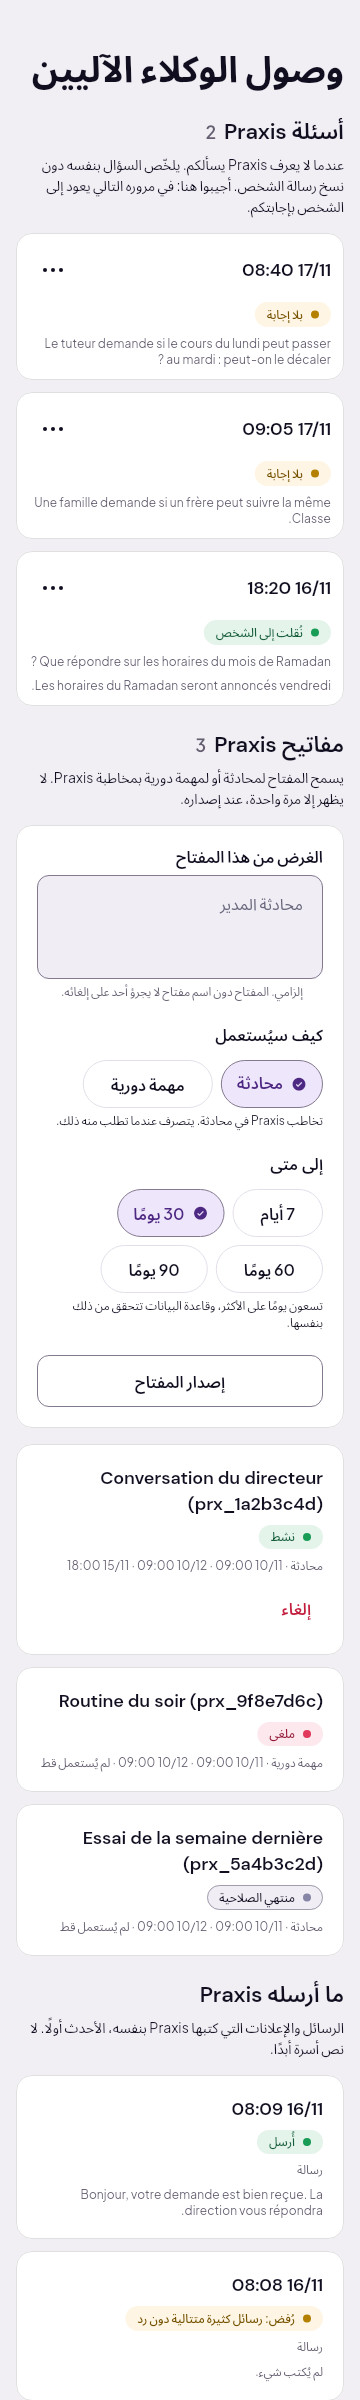 وصول الوكلاء الآليين
أسئلة Praxis 2
عندما لا يعرف Praxis يسألكم. يلخّص السؤال بنفسه دون
نسخ رسالة الشخص. أجيبوا هنا: في مروره التالي يعود إلى
الشخص بإجابتكم.
17/11 08:40
بلا إجابة
Le tuteur demande si le cours du lundi peut passer
au mardi : peut-on le décaler ?
17/11 09:05
بلا إجابة
Une famille demande si un frère peut suivre la même
Classe.
16/11 18:20
نُقلت إلى الشخص
Que répondre sur les horaires du mois de Ramadan ?
Les horaires du Ramadan seront annoncés vendredi.
مفاتيح Praxis 3
يسمح المفتاح لمحادثة أو لمهمة دورية بمخاطبة Praxis. لا
يظهر إلا مرة واحدة، عند إصداره.
الغرض من هذا المفتاح
محادثة المدير
إلزامي. المفتاح دون اسم مفتاح لا يجرؤ أحد على إلغائه.
كيف سيُستعمل
محادثة
مهمة دورية
تخاطب Praxis في محادثة. يتصرف عندما تطلب منه ذلك.
إلى متى
7 أيام
30 يومًا
60 يومًا
90 يومًا
تسعون يومًا على الأكثر، وقاعدة البيانات تتحقق من ذلك
بنفسها.
إصدار المفتاح
Conversation du directeur
(prx_1a2b3c4d)
نشط
محادثة · 10/11 09:00 · 10/12 09:00 · 15/11 18:00
إلغاء
Routine du soir (prx_9f8e7d6c)
ملغى
مهمة دورية · 10/11 09:00 · 10/12 09:00 · لم يُستعمل قط
Essai de la semaine dernière
(prx_5a4b3c2d)
منتهي الصلاحية
محادثة · 10/11 09:00 · 10/12 09:00 · لم يُستعمل قط
ما أرسله Praxis
الرسائل والإعلانات التي كتبها Praxis بنفسه، الأحدث أولًا. لا
نص أسرة أبدًا.
16/11 08:09
أُرسل
رسالة
Bonjour, votre demande est bien reçue. La
direction vous répondra.
16/11 08:08
رُفض: رسائل كثيرة متتالية دون رد
رسالة
لم يُكتب شيء.